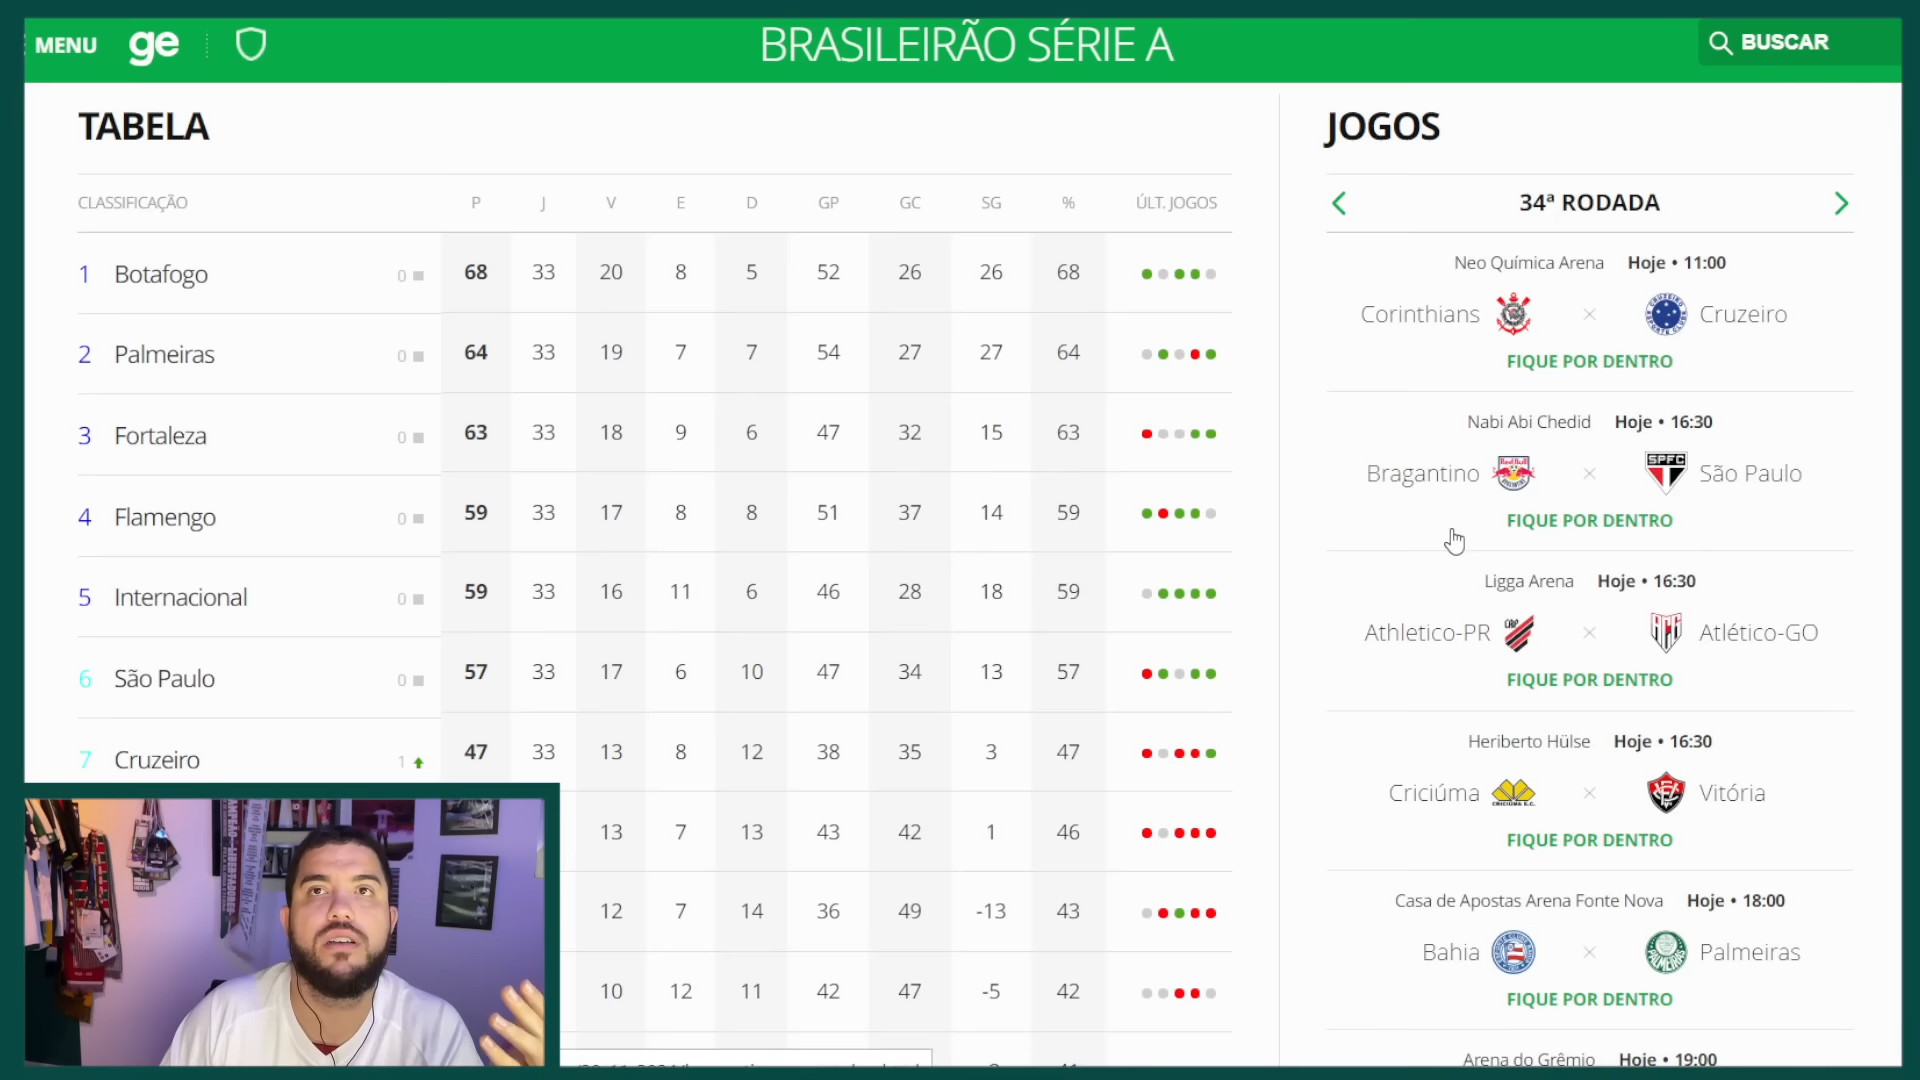 MENU ge BRASILEIRÃO SÉRIE A BUSCAR
TABELA
CLASSIFICAÇÃO P J V E D GP GC SG % ÚLT. JOGOS
1 Botafogo 0 68 33 20 8 5 52 26 26 68
2 Palmeiras 0 64 33 19 7 7 54 27 27 64
3 Fortaleza 0 63 33 18 9 6 47 32 15 63
4 Flamengo 0 59 33 17 8 8 51 37 14 59
5 Internacional 0 59 33 16 11 6 46 28 18 59
6 São Paulo 0 57 33 17 6 10 47 34 13 57
7 Cruzeiro 1 47 33 13 8 12 38 35 3 47
13 7 13 43 42 1 46
12 7 14 36 49 -13 43
10 12 11 42 47 -5 42
JOGOS
34ª RODADA
Neo Química Arena Hoje • 11:00
Corinthians × Cruzeiro
FIQUE POR DENTRO
Nabi Abi Chedid Hoje • 16:30
Bragantino × São Paulo
FIQUE POR DENTRO
Ligga Arena Hoje • 16:30
Athletico-PR × Atlético-GO
FIQUE POR DENTRO
Heriberto Hülse Hoje • 16:30
Criciúma × Vitória
FIQUE POR DENTRO
Casa de Apostas Arena Fonte Nova Hoje • 18:00
Bahia × Palmeiras
FIQUE POR DENTRO
Arena do Grêmio Hoje • 19:00